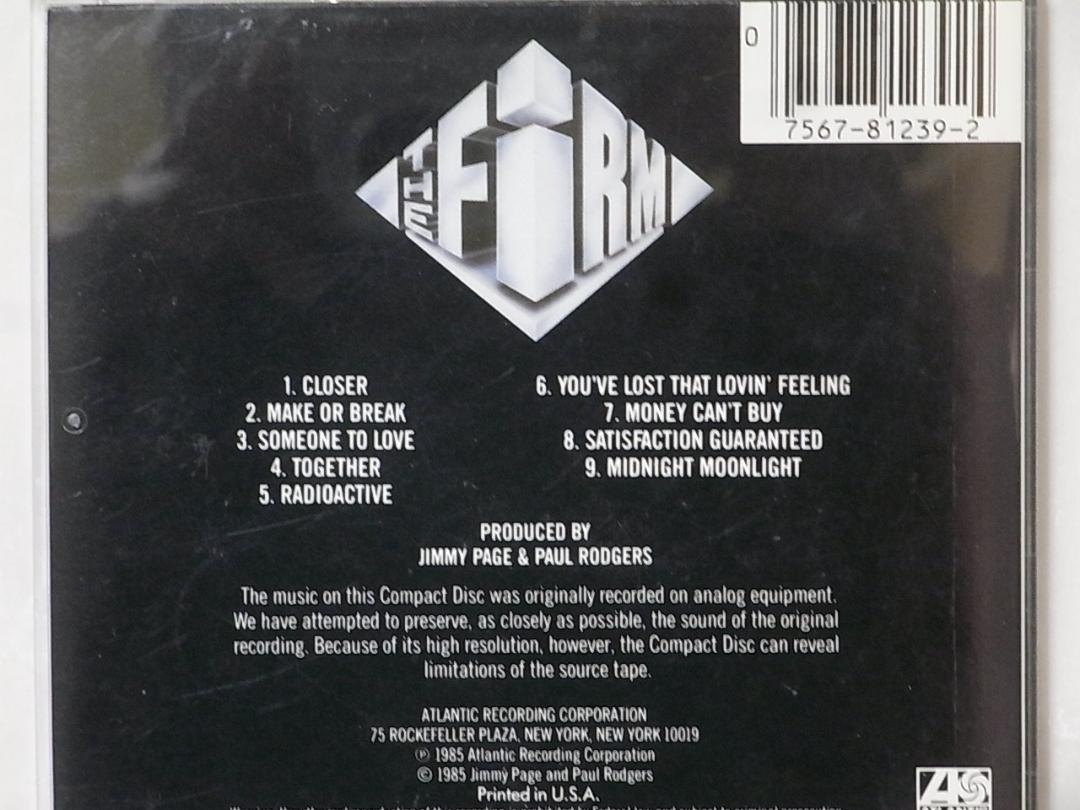 0
7567-81239-2
THE FiRM
1. CLOSER
2. MAKE OR BREAK
3. SOMEONE TO LOVE
4. TOGETHER
5. RADIOACTIVE
6. YOU'VE LOST THAT LOVIN' FEELING
7. MONEY CAN'T BUY
8. SATISFACTION GUARANTEED
9. MIDNIGHT MOONLIGHT
PRODUCED BY
JIMMY PAGE & PAUL RODGERS
The music on this Compact Disc was originally recorded on analog equipment.
We have attempted to preserve, as closely as possible, the sound of the original
recording. Because of its high resolution, however, the Compact Disc can reveal
limitations of the source tape.
ATLANTIC RECORDING CORPORATION
75 ROCKEFELLER PLAZA, NEW YORK, NEW YORK 10019
℗ 1985 Atlantic Recording Corporation
© 1985 Jimmy Page and Paul Rodgers
Printed in U.S.A.